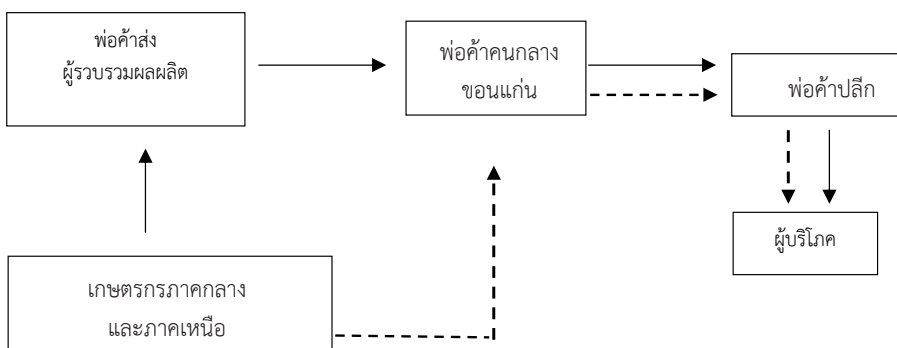 พ่อค้าส่ง
ผู้รวบรวมผลผลิต
พ่อค้าคนกลาง
ขอนแก่น
พ่อค้าปลีก
ผู้บริโภค
เกษตรกรภาคกลาง
และภาคเหนือ